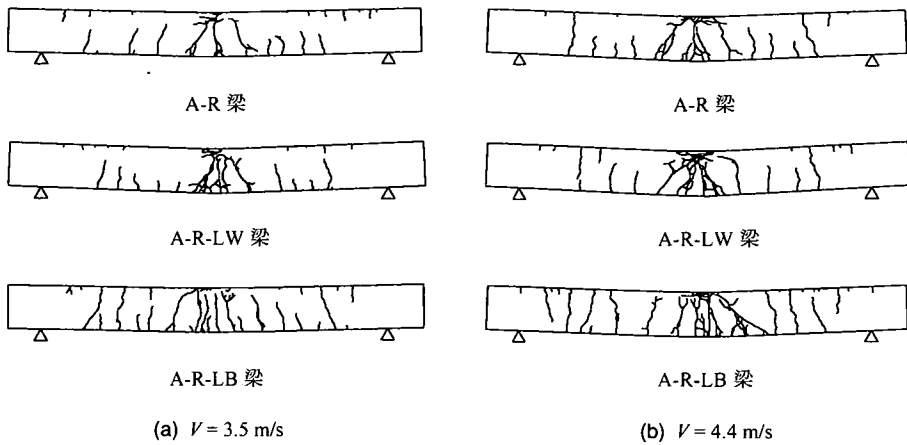 A-R 梁
A-R 梁
A-R-LW 梁
A-R-LW 梁
A-R-LB 梁
A-R-LB 梁
(a) V = 3.5 m/s
(b) V = 4.4 m/s